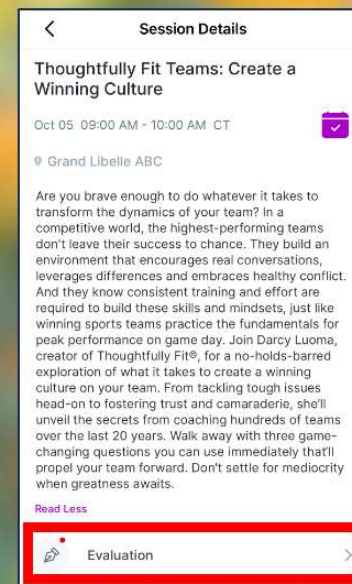 Session Details
Thoughtfully Fit Teams: Create a
Winning Culture
Oct 05 09:00 AM - 10:00 AM CT
Grand Libelle ABC
Are you brave enough to do whatever it takes to
transform the dynamics of your team? In a
competitive world, the highest-performing teams
don't leave their success to chance. They build an
environment that encourages real conversations,
leverages differences and embraces healthy conflict.
And they know consistent training and effort are
required to build these skills and mindsets, just like
winning sports teams practice the fundamentals for
peak performance on game day. Join Darcy Luoma,
creator of Thoughtfully Fit®, for a no-holds-barred
exploration of what it takes to create a winning
culture on your team. From tackling tough issues
head-on to fostering trust and camaraderie, she'll
unveil the secrets from coaching hundreds of teams
over the last 20 years. Walk away with three game-
changing questions you can use immediately that'll
propel your team forward. Don't settle for mediocrity
when greatness awaits.
Read Less
Evaluation